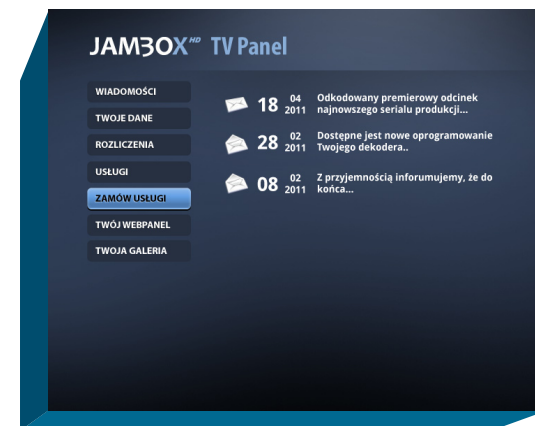 JAMBOX HD TV Panel
WIADOMOŚCI
TWOJE DANE
ROZLICZENIA
USŁUGI
ZAMÓW USŁUGI
TWÓJ WEBPANEL
TWOJA GALERIA
18 04 2011 Odkodowany premierowy odcinek
najnowszego serialu produkcji...
28 02 2011 Dostępne jest nowe oprogramowanie
Twojego dekodera..
08 02 2011 Z przyjemnością inforumujemy, że do
końca...